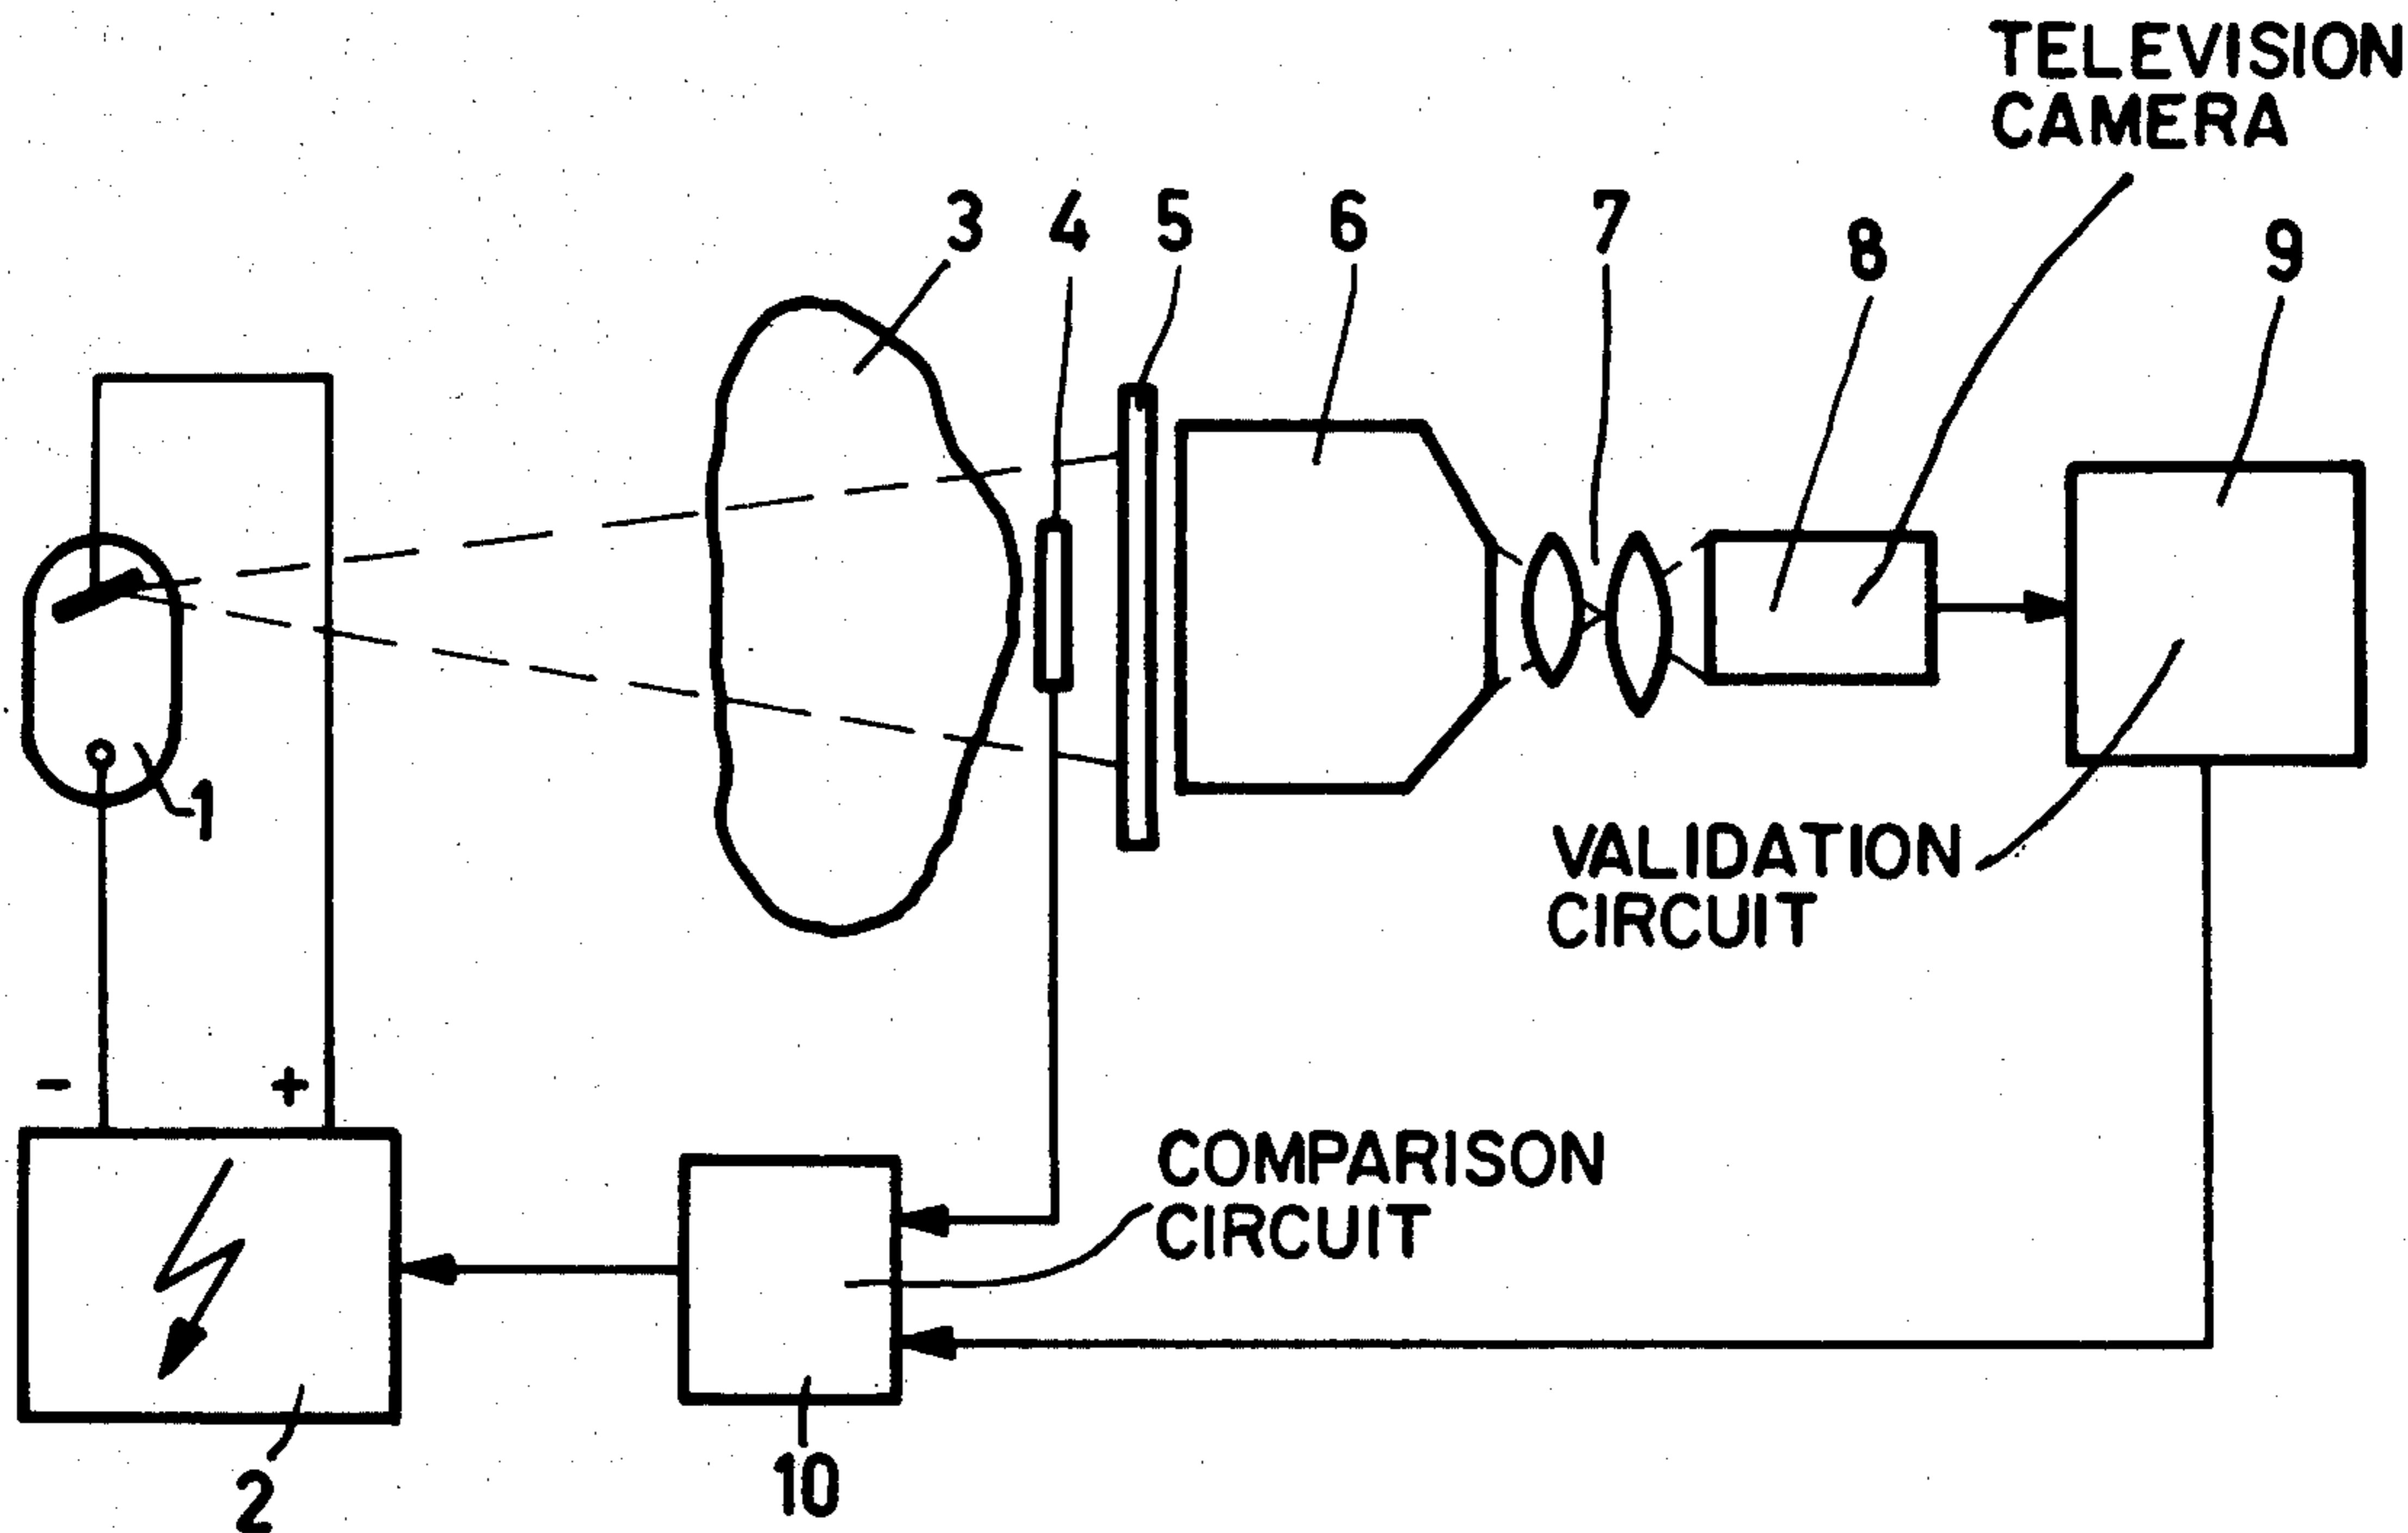 TELEVISION
CAMERA
3 4 5 6 7 8 9
1
VALIDATION
CIRCUIT
- +
COMPARISON
CIRCUIT
2
10